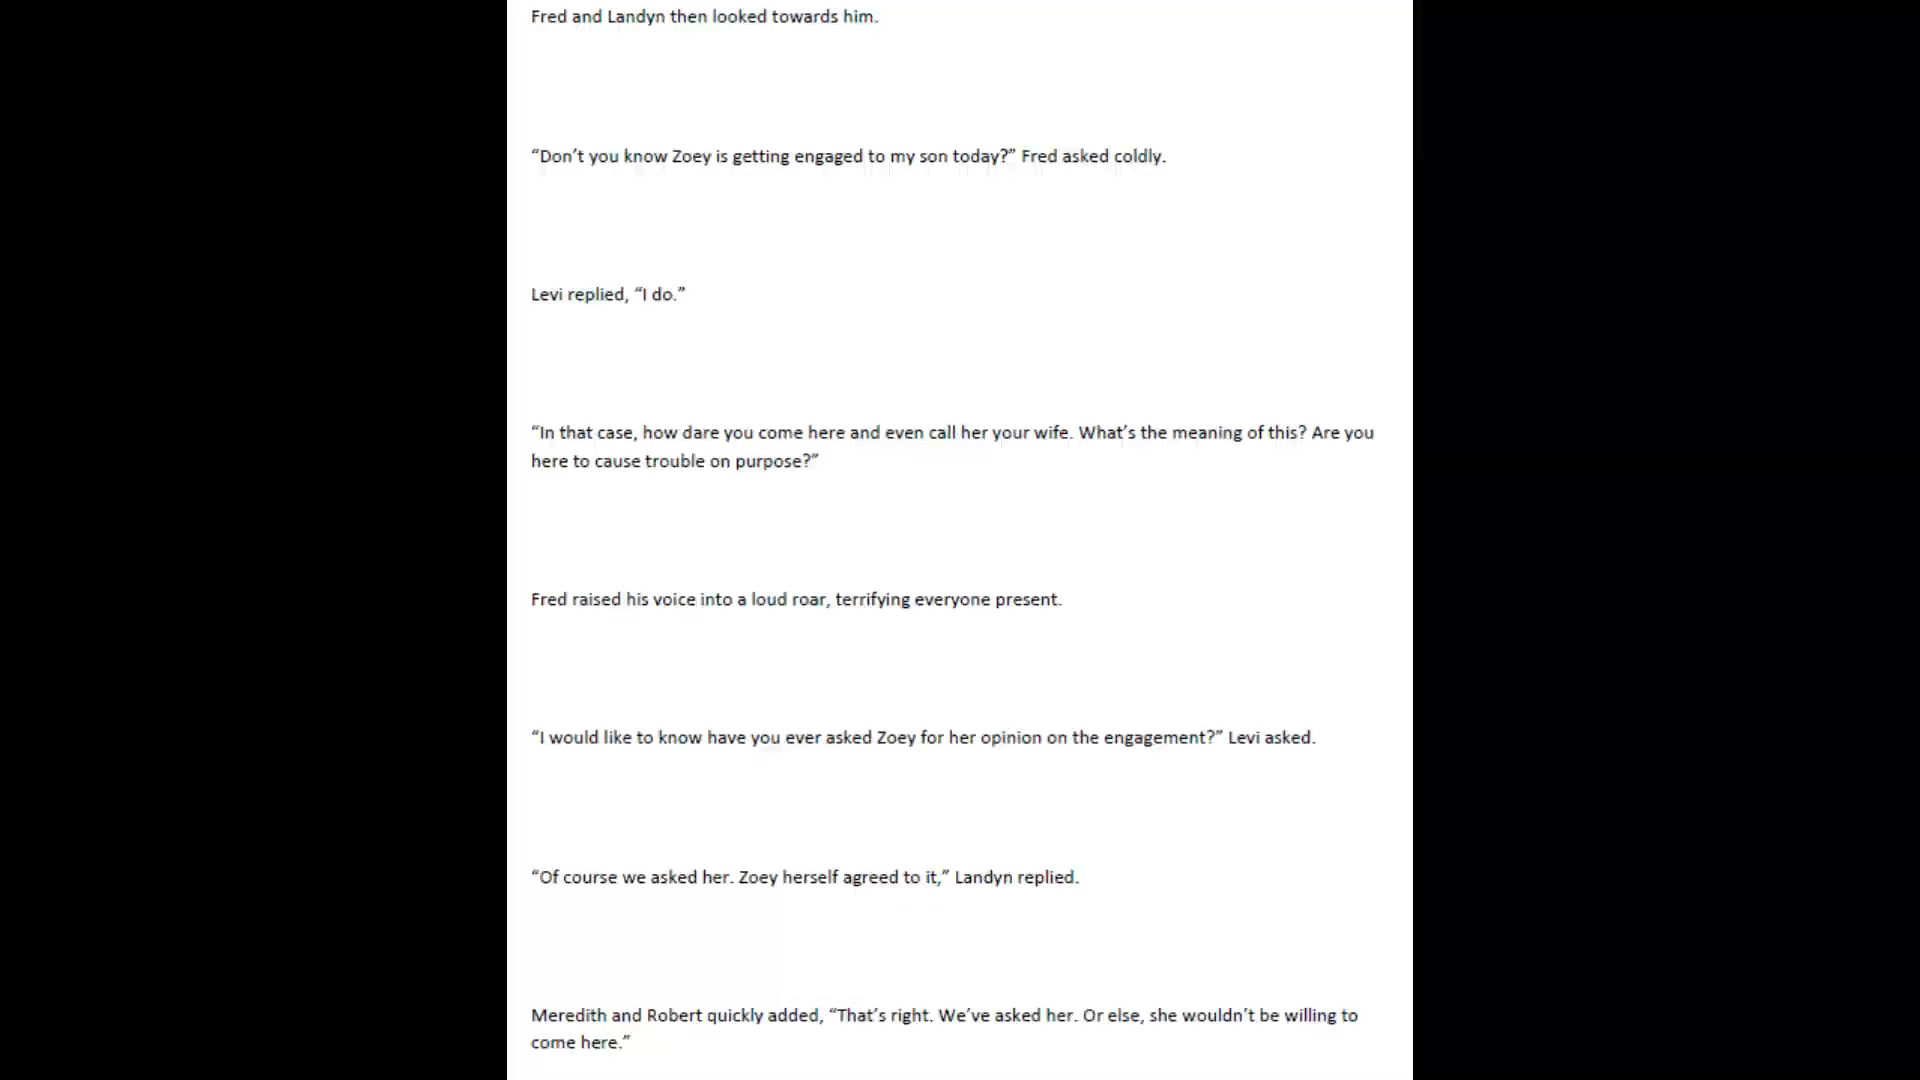 Fred and Landyn then looked towards him.
“Don’t you know Zoey is getting engaged to my son today?” Fred asked coldly.
Levi replied, “I do.”
“In that case, how dare you come here and even call her your wife. What’s the meaning of this? Are you
here to cause trouble on purpose?”
Fred raised his voice into a loud roar, terrifying everyone present.
“I would like to know have you ever asked Zoey for her opinion on the engagement?” Levi asked.
“Of course we asked her. Zoey herself agreed to it,” Landyn replied.
Meredith and Robert quickly added, “That’s right. We’ve asked her. Or else, she wouldn’t be willing to
come here.”